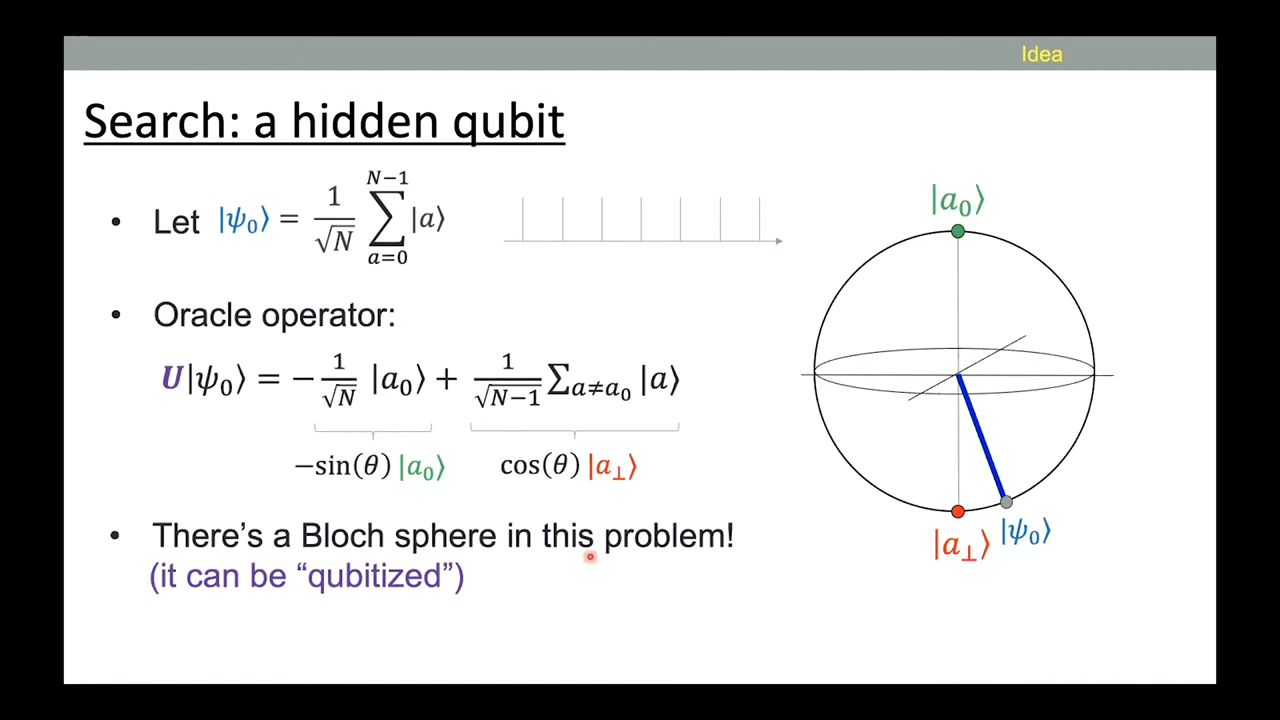 Idea
Search: a hidden qubit
• Let |ψ₀⟩ = 1/√N ∑_{a=0}^{N−1} |a⟩
• Oracle operator:
U|ψ₀⟩ = − 1/√N |a₀⟩ + 1/√N−1 ∑_{a≠a₀} |a⟩
−sin(θ) |a₀⟩ cos(θ) |a⊥⟩
• There's a Bloch sphere in this problem!
(it can be "qubitized")
|a₀⟩
|a⊥⟩ |ψ₀⟩